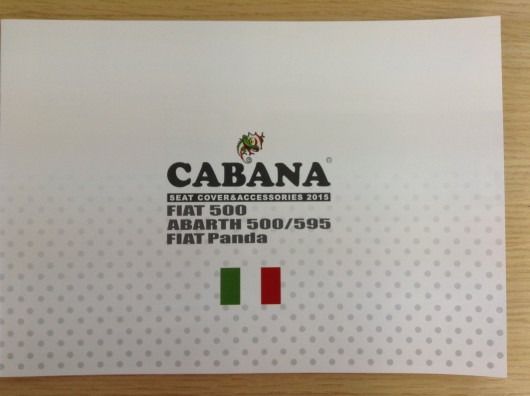 CABANA
SEAT COVER&ACCESSORIES 2015
FIAT 500
ABARTH 500/595
FIAT Panda